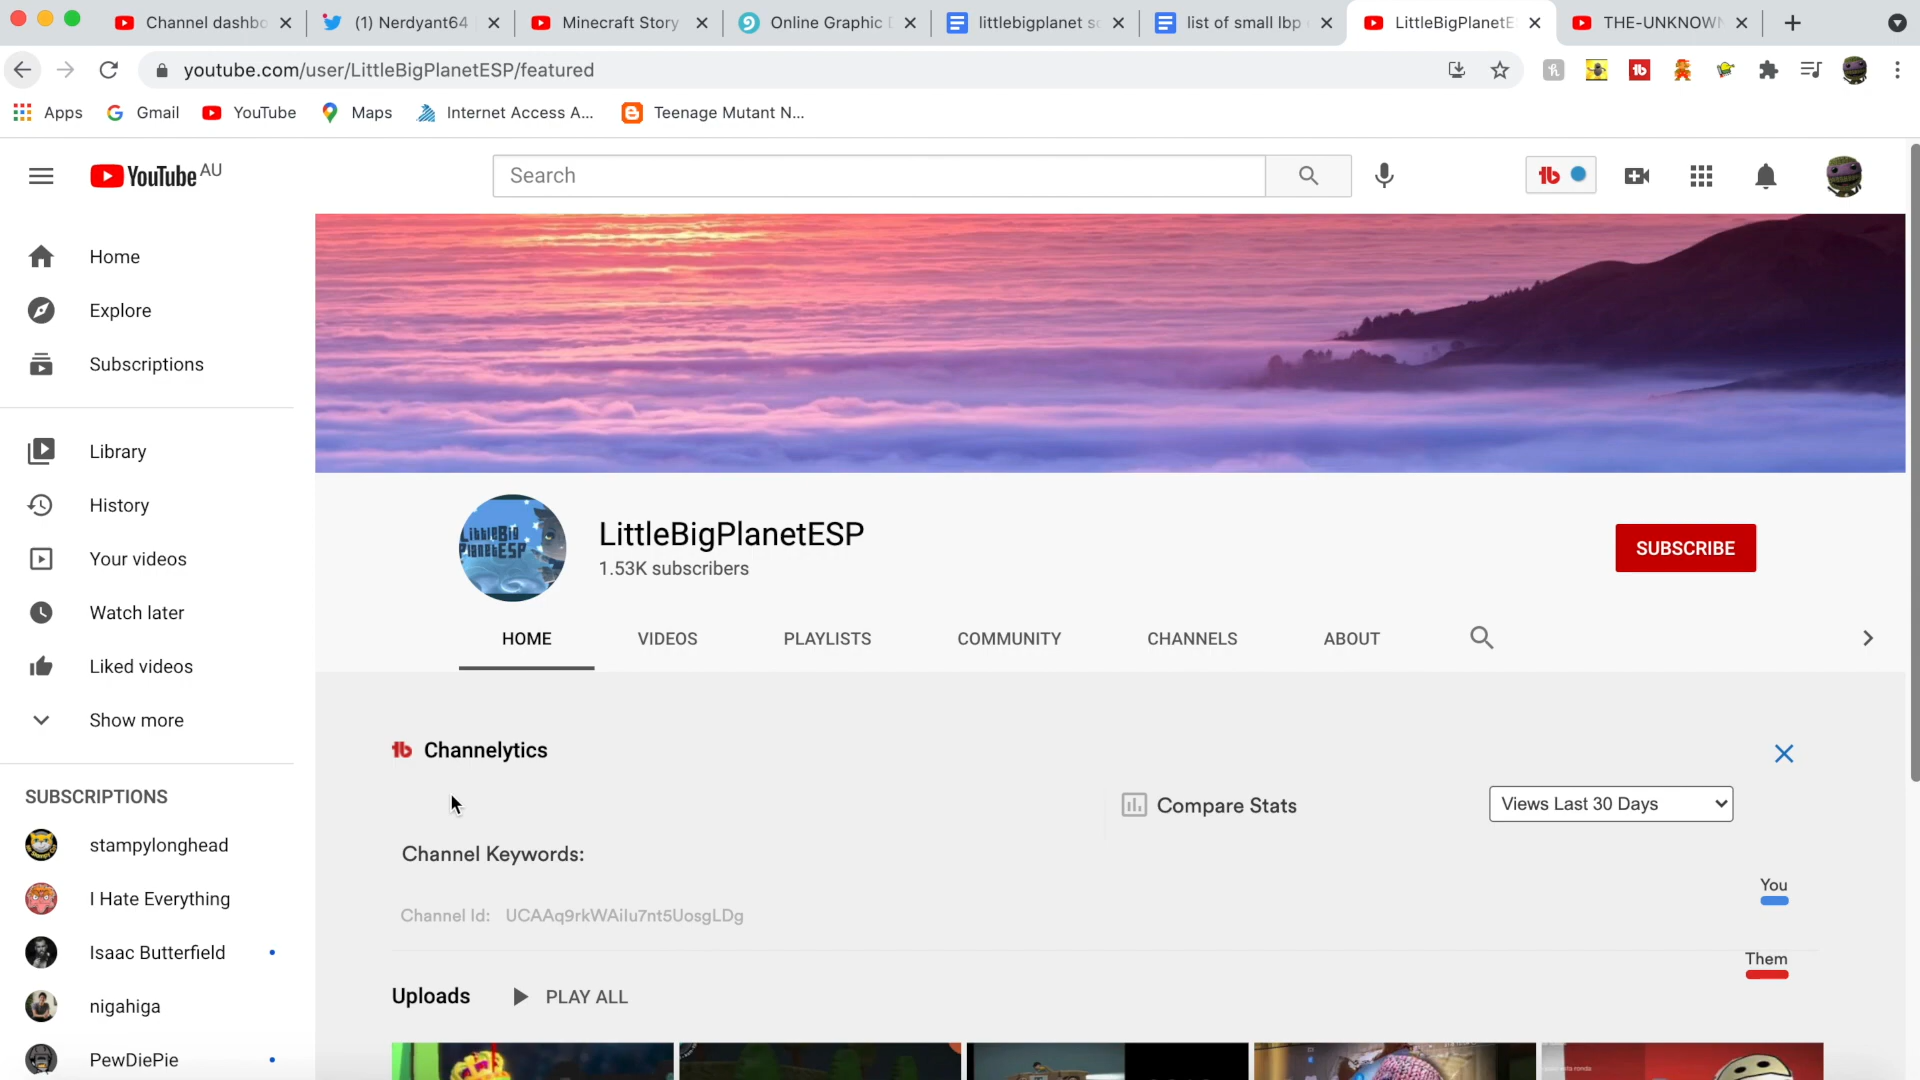 Channel dashbo
(1) Nerdyant64
Minecraft Story
Online Graphic D
littlebigplanet sc
list of small lbp
LittleBigPlanetE
THE-UNKNOWN
youtube.com/user/LittleBigPlanetESP/featured
Apps
Gmail
YouTube
Maps
Internet Access A...
Teenage Mutant N...
YouTube AU
Search
Home
Explore
Subscriptions
Library
History
Your videos
Watch later
Liked videos
Show more
SUBSCRIPTIONS
stampylonghead
I Hate Everything
Isaac Butterfield
nigahiga
PewDiePie
LittleBig
PlanetESP
LittleBigPlanetESP
1.53K subscribers
SUBSCRIBE
HOME
VIDEOS
PLAYLISTS
COMMUNITY
CHANNELS
ABOUT
Channelytics
Compare Stats
Views Last 30 Days
Channel Keywords:
You
Channel Id: UCAAq9rkWAilu7nt5UosgLDg
Them
Uploads
PLAY ALL